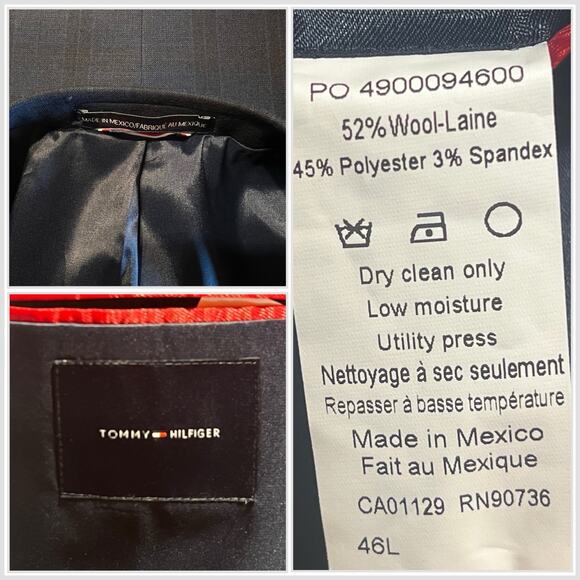 MADE IN MEXICO/FABRIQUÉ AU MEXIQUE
TOMMY HILFIGER
PO 4900094600
52% Wool-Laine
45% Polyester 3% Spandex
Dry clean only
Low moisture
Utility press
Nettoyage à sec seulement
Repasser à basse température
Made in Mexico
Fait au Mexique
CA01129 RN90736
46L